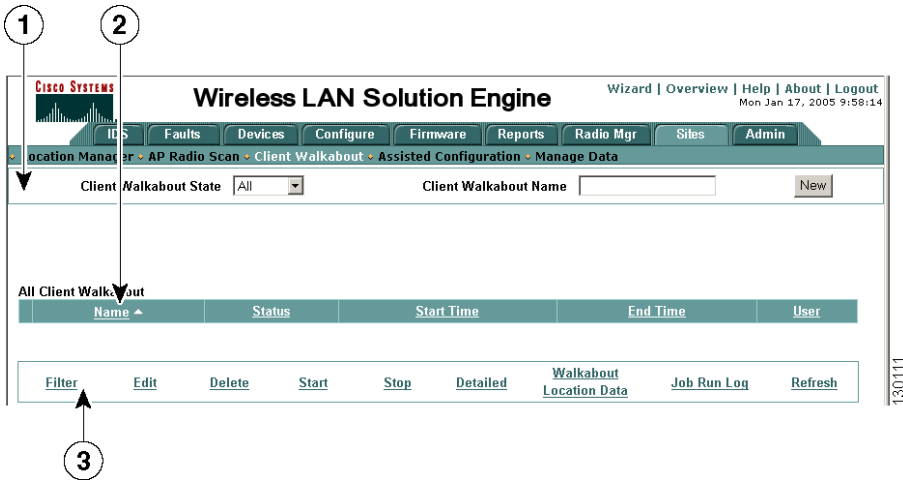 1 2
CISCO SYSTEMS
Wireless LAN Solution Engine
Wizard | Overview | Help | About | Logout
Mon Jan 17, 2005 9:58:14
IDS Faults Devices Configure Firmware Reports Radio Mgr Sites Admin
Location Manager AP Radio Scan Client Walkabout Assisted Configuration Manage Data
Client Walkabout State All Client Walkabout Name New
All Client Walkabout
Name Status Start Time End Time User
Filter Edit Delete Start Stop Detailed Walkabout Location Data Job Run Log Refresh
130111
3